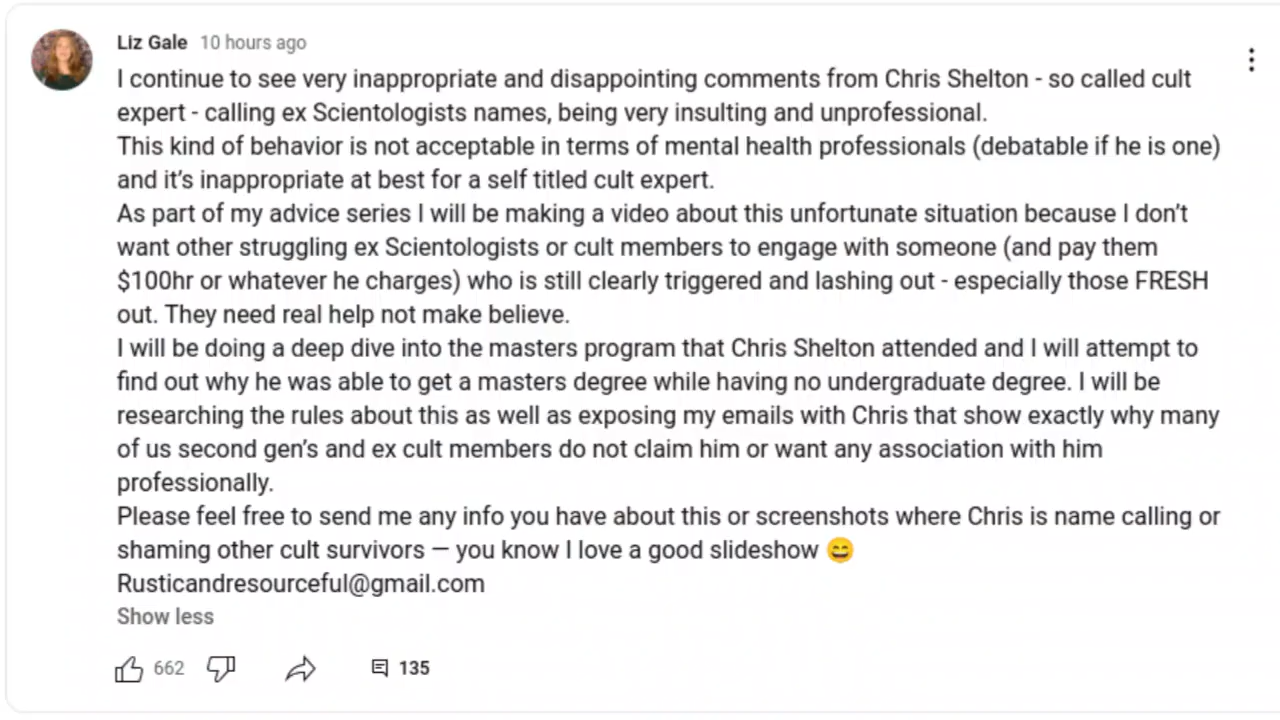 Liz Gale 10 hours ago
I continue to see very inappropriate and disappointing comments from Chris Shelton - so called cult
expert - calling ex Scientologists names, being very insulting and unprofessional.
This kind of behavior is not acceptable in terms of mental health professionals (debatable if he is one)
and it’s inappropriate at best for a self titled cult expert.
As part of my advice series I will be making a video about this unfortunate situation because I don’t
want other struggling ex Scientologists or cult members to engage with someone (and pay them
$100hr or whatever he charges) who is still clearly triggered and lashing out - especially those FRESH
out. They need real help not make believe.
I will be doing a deep dive into the masters program that Chris Shelton attended and I will attempt to
find out why he was able to get a masters degree while having no undergraduate degree. I will be
researching the rules about this as well as exposing my emails with Chris that show exactly why many
of us second gen’s and ex cult members do not claim him or want any association with him
professionally.
Please feel free to send me any info you have about this or screenshots where Chris is name calling or
shaming other cult survivors — you know I love a good slideshow 😄
Rusticandresourceful@gmail.com
Show less
662 135